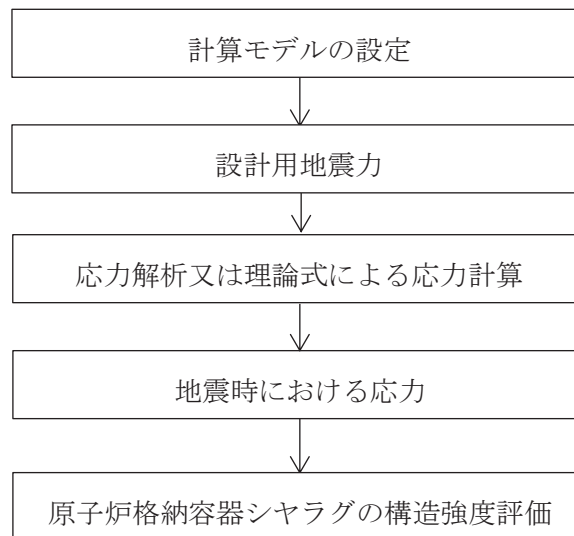 計算モデルの設定
設計用地震力
応力解析又は理論式による応力計算
地震時における応力
原子炉格納容器シヤラグの構造強度評価